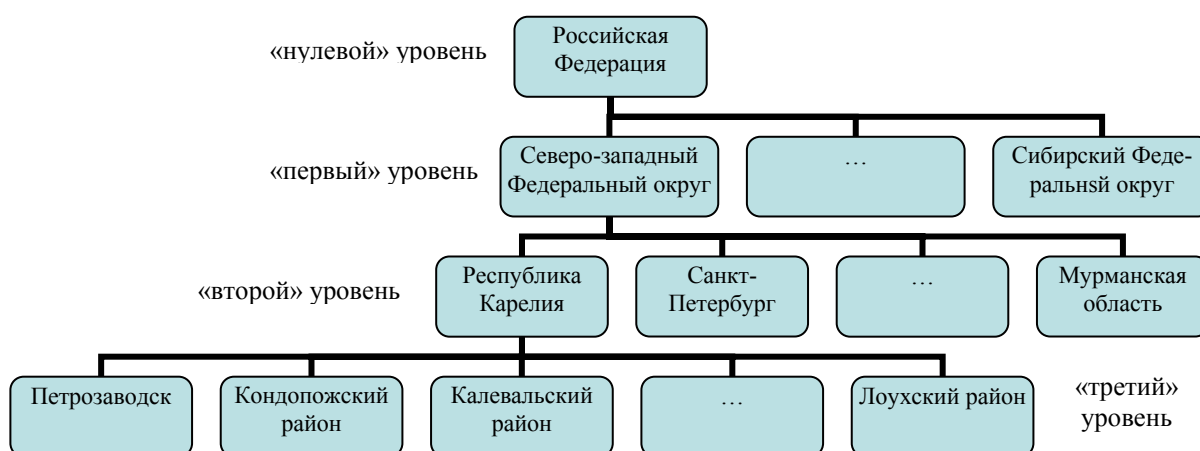 «нулевой» уровень
Российская
Федерация
«первый» уровень
Северо-западный
Федеральный округ
…
Сибирский Феде-
ральнsй округ
«второй» уровень
Республика
Карелия
Санкт-
Петербург
…
Мурманская
область
Петрозаводск
Кондопожский
район
Калевальский
район
…
Лоухский район
«третий»
уровень